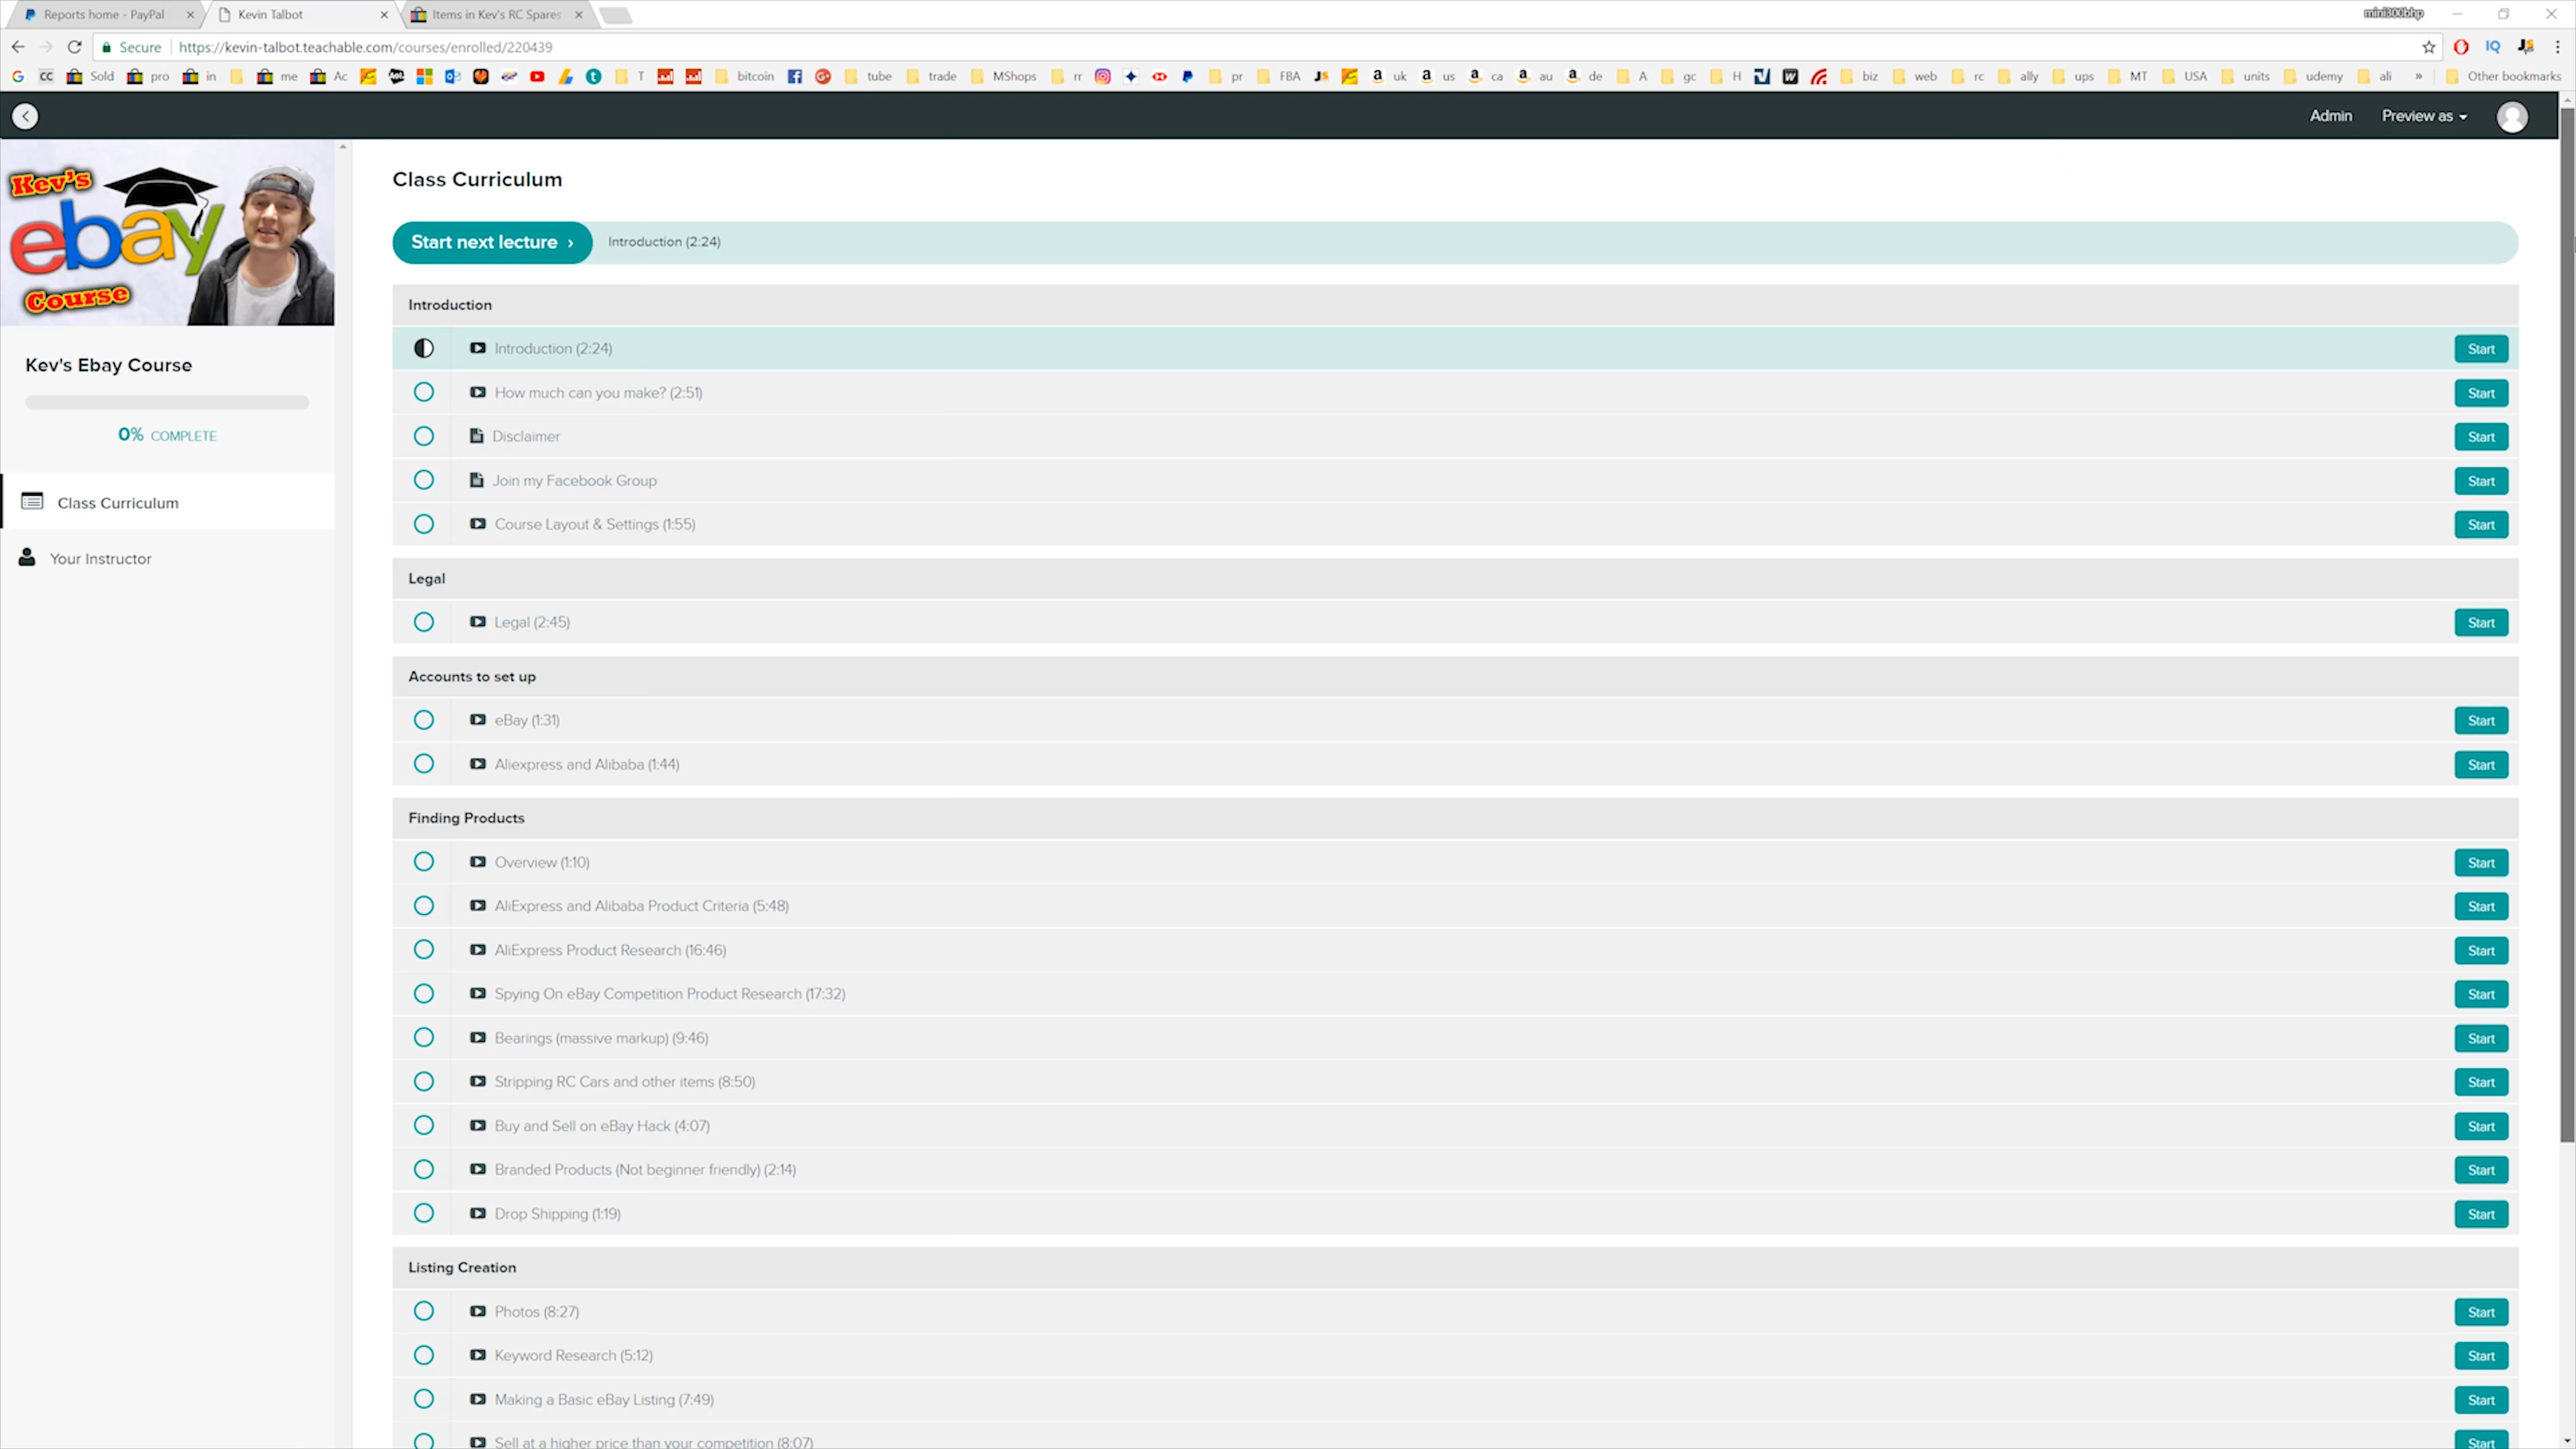 Reports home - PayPal
Kevin Talbot
Items in Kev's RC Spares
mini300bhp
Secure
https://kevin-talbot.teachable.com/courses/enrolled/220439
IQ
JS
G CC Sold pro in me Ac T bitcoin tube trade MShops rr pr FBA JS uk us ca au de A gc H W biz web rc ally ups MT USA units udemy ali » Other bookmarks
Admin
Preview as
Kev's
ebay
Course
Kev's Ebay Course
0% COMPLETE
Class Curriculum
Your Instructor
Class Curriculum
Start next lecture ›
Introduction (2:24)
Introduction
Introduction (2:24) Start
How much can you make? (2:51) Start
Disclaimer Start
Join my Facebook Group Start
Course Layout & Settings (1:55) Start
Legal
Legal (2:45) Start
Accounts to set up
eBay (1:31) Start
Aliexpress and Alibaba (1:44) Start
Finding Products
Overview (1:10) Start
AliExpress and Alibaba Product Criteria (5:48) Start
AliExpress Product Research (16:46) Start
Spying On eBay Competition Product Research (17:32) Start
Bearings (massive markup) (9:46) Start
Stripping RC Cars and other items (8:50) Start
Buy and Sell on eBay Hack (4:07) Start
Branded Products (Not beginner friendly) (2:14) Start
Drop Shipping (1:19) Start
Listing Creation
Photos (8:27) Start
Keyword Research (5:12) Start
Making a Basic eBay Listing (7:49) Start
Sell at a higher price than your competition (8:07) Start